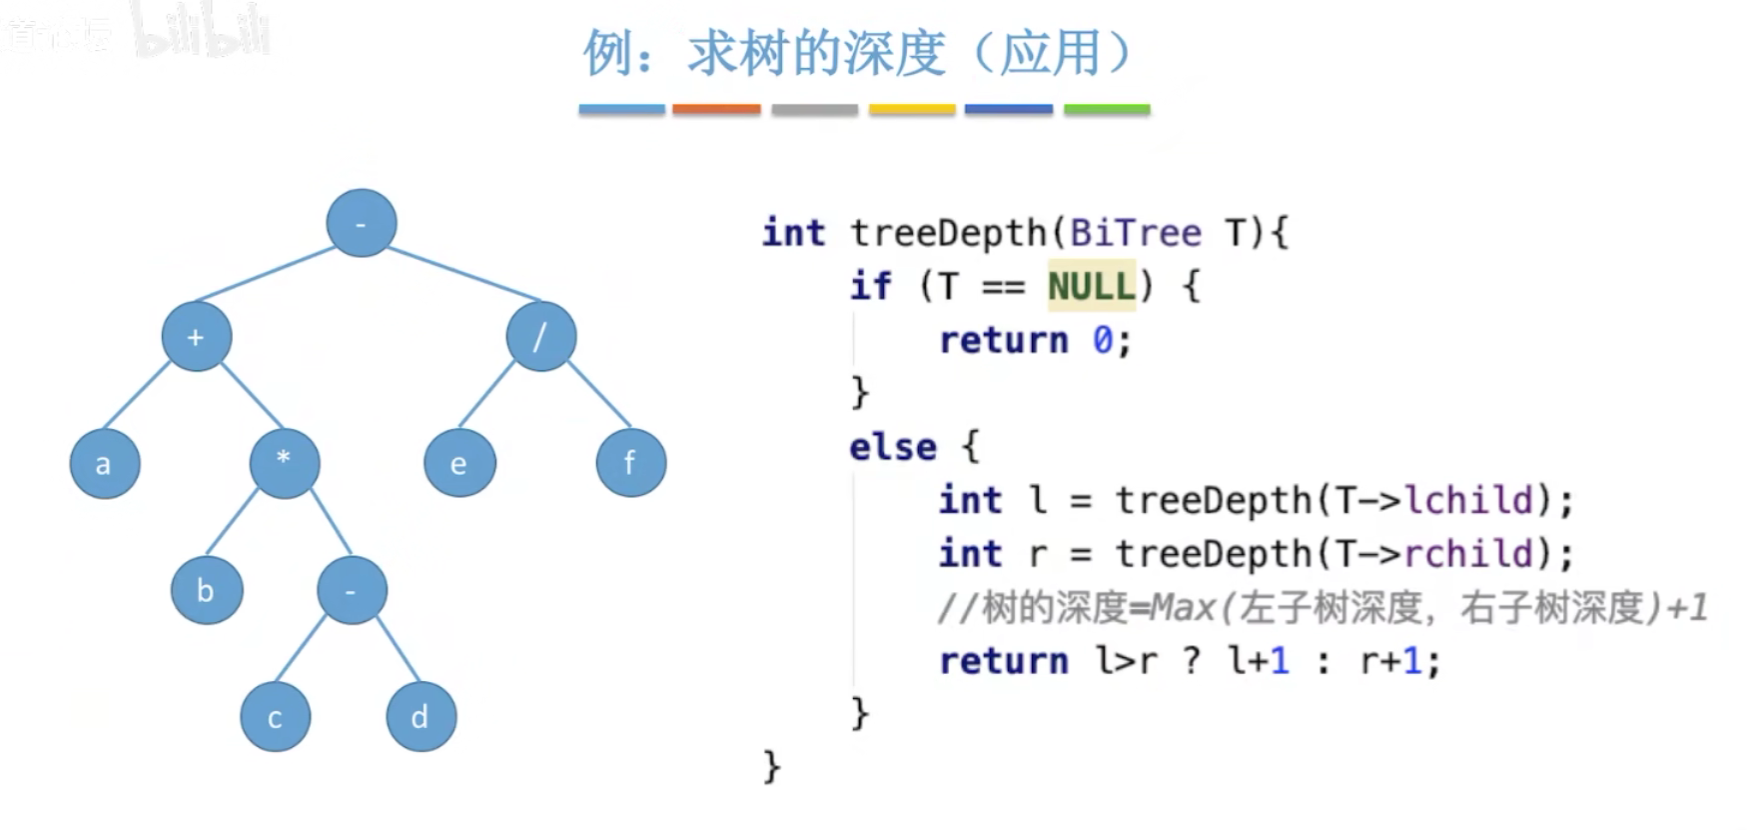 bilibili
例：求树的深度（应用）
-
+
/
a
*
e
f
b
-
c
d
int treeDepth(BiTree T){
if (T == NULL) {
return 0;
}
else {
int l = treeDepth(T->lchild);
int r = treeDepth(T->rchild);
//树的深度=Max(左子树深度，右子树深度)+1
return l>r ? l+1 : r+1;
}
}